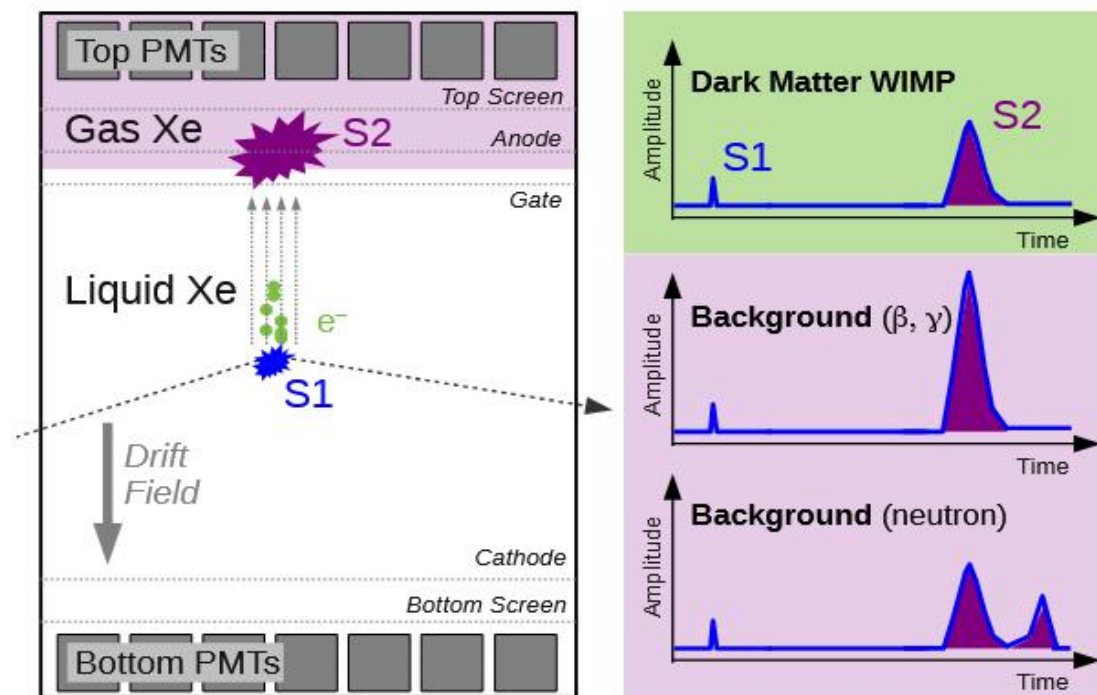 Top PMTs
Top Screen
Gas Xe
S2
Anode
Gate
Liquid Xe
e⁻
S1
Drift
Field
Cathode
Bottom Screen
Bottom PMTs
Amplitude
Dark Matter WIMP
S2
S1
Time
Amplitude
Background (β, γ)
Time
Amplitude
Background (neutron)
Time